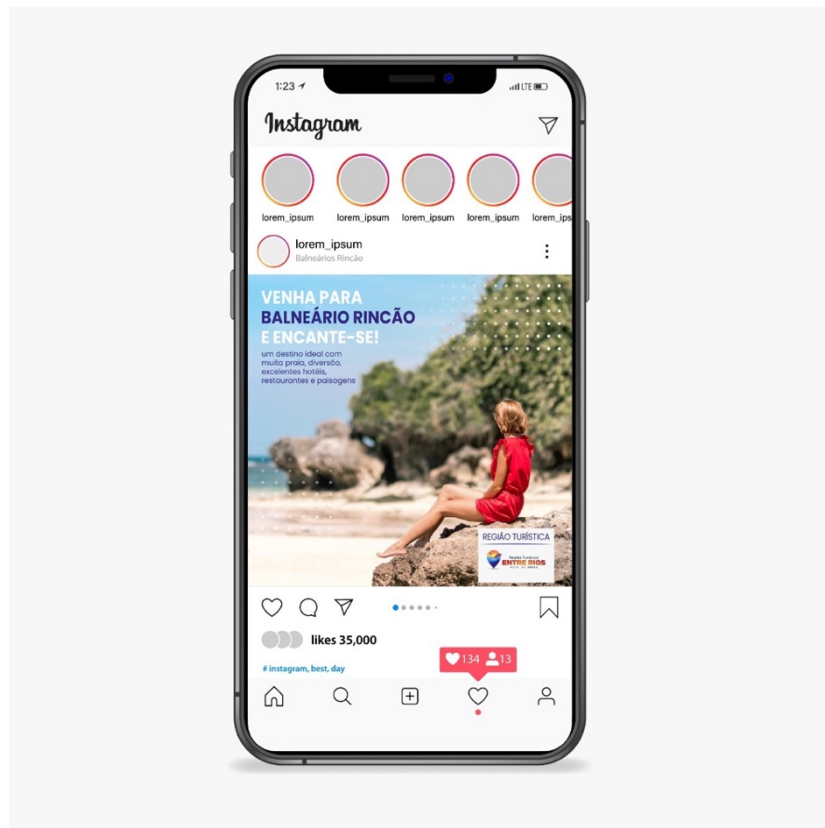 1:23
LTE
Instagram
lorem_ipsum lorem_ipsum lorem_ipsum lorem_ipsum lorem_ips
lorem_ipsum
Balneários Rincão
VENHA PARA
BALNEÁRIO RINCÃO
E ENCANTE-SE!
um destino ideal com
muita praia, diversão,
excelentes hotéis,
restaurantes e paisagens
REGIÃO TURÍSTICA
Região Turística
ENTRE RIOS
likes 35,000
134 13
# instagram, best, day